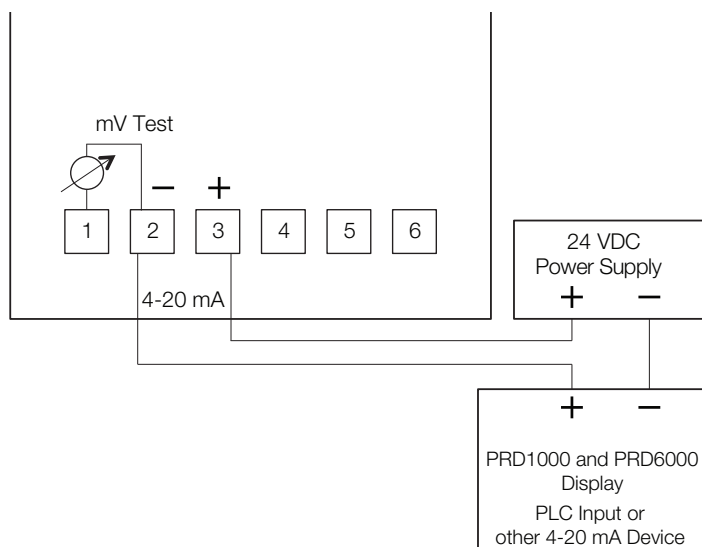 mV Test
− +
1 2 3 4 5 6
4-20 mA
24 VDC
Power Supply
+ −
+ −
PRD1000 and PRD6000
Display
PLC Input or
other 4-20 mA Device